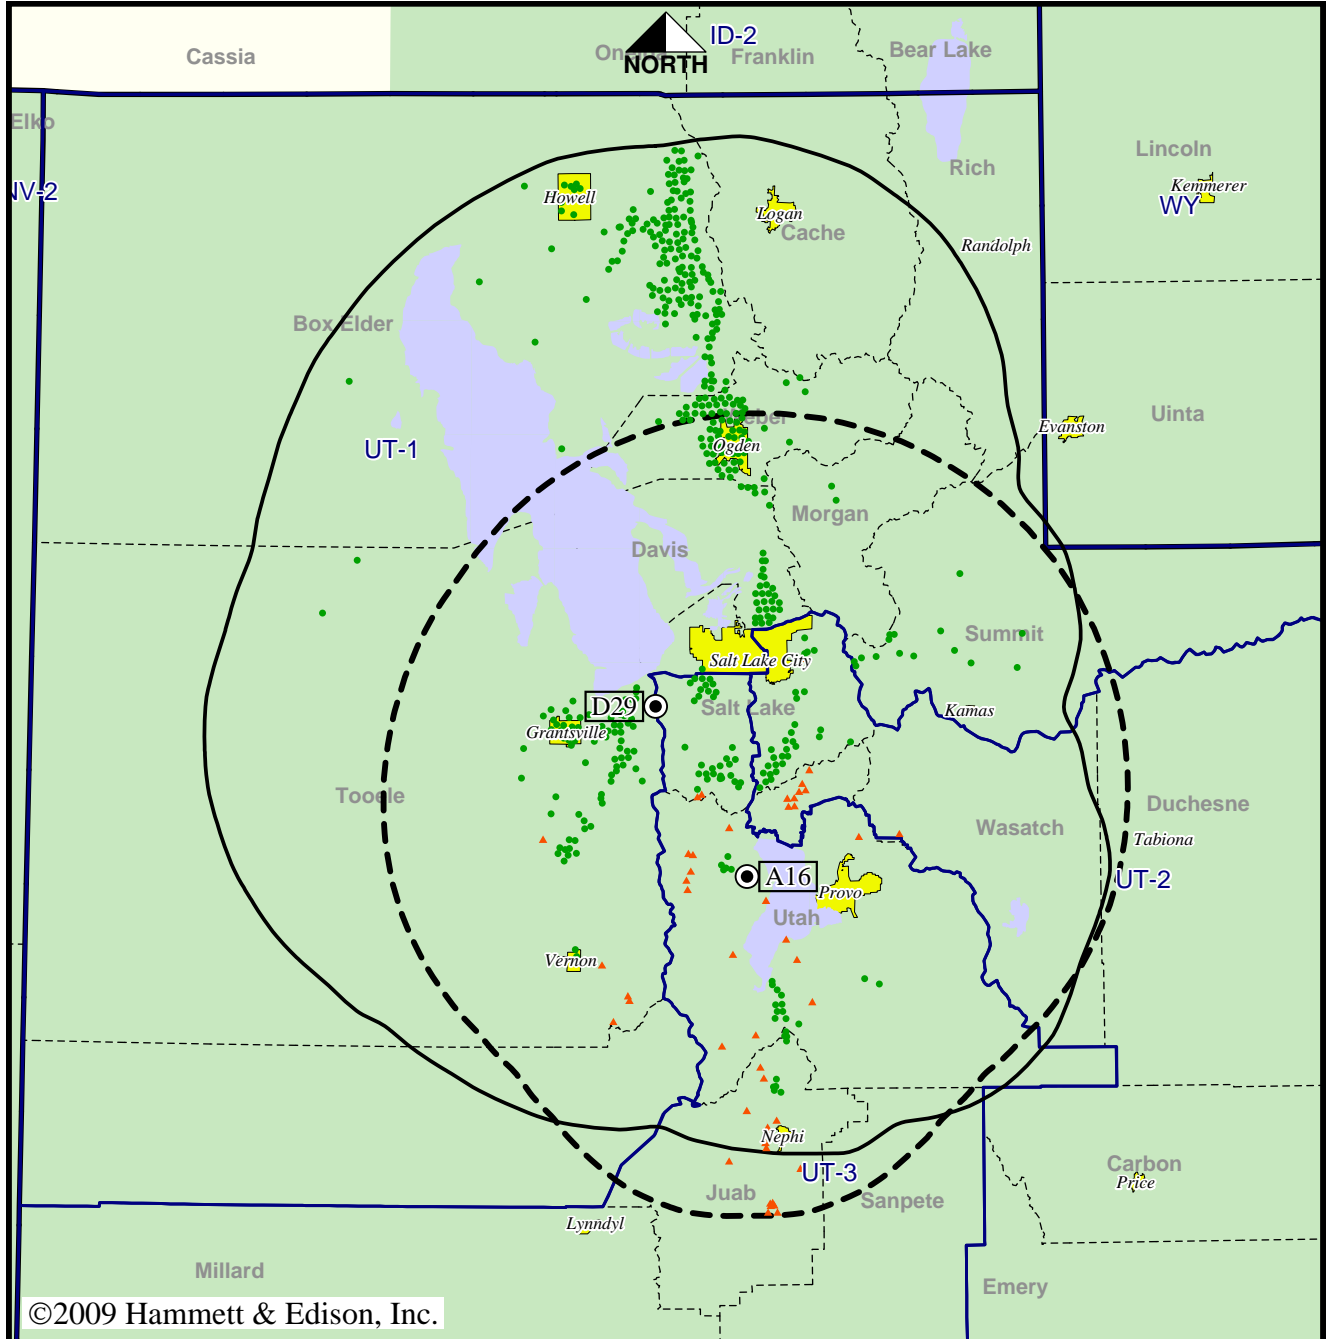 ID-2
Cassia
Oneida
Franklin
Bear Lake
NORTH
Elko
Lincoln
Rich
Kemmerer
NV-2
WY
Howell
Logan
Cache
Randolph
Box Elder
Uinta
Weber
Evanston
Ogden
UT-1
Morgan
Davis
Summit
Salt Lake City
D29
Salt Lake
Kamas
Grantsville
Tooele
Duchesne
Wasatch
Tabiona
A16
Provo
UT-2
Utah
Vernon
Nephi
Carbon
UT-3
Price
Juab
Sanpete
Lynndyl
Millard
Emery
©2009 Hammett & Edison, Inc.